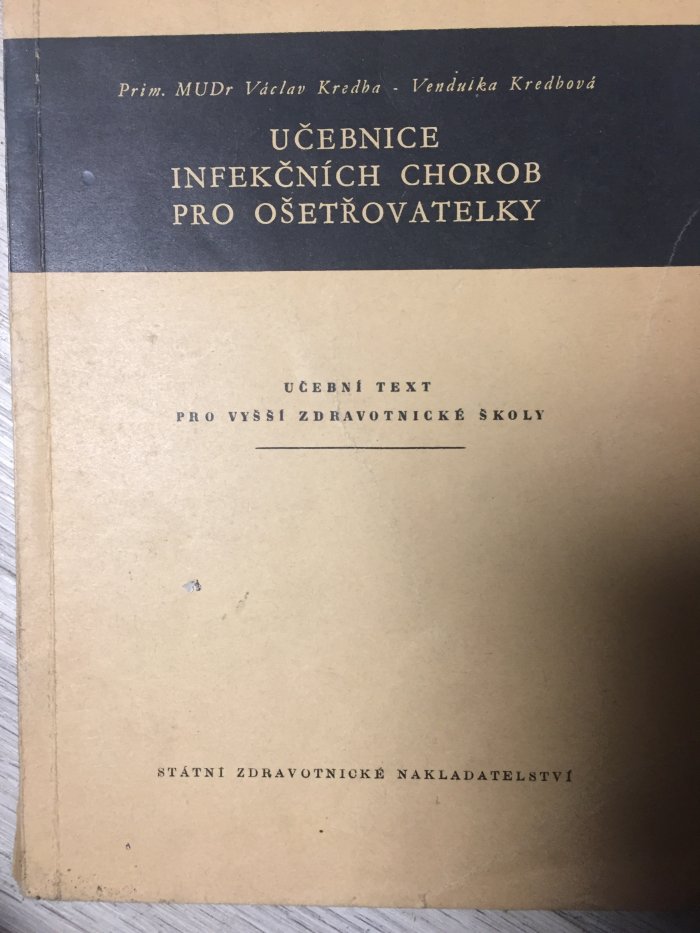 Prim. MUDr Václav Kredba - Vendulka Kredbová
UČEBNICE
INFEKČNÍCH CHOROB
PRO OŠETŘOVATELKY
UČEBNÍ TEXT
PRO VYŠŠÍ ZDRAVOTNICKÉ ŠKOLY
STÁTNÍ ZDRAVOTNICKÉ NAKLADATELSTVÍ